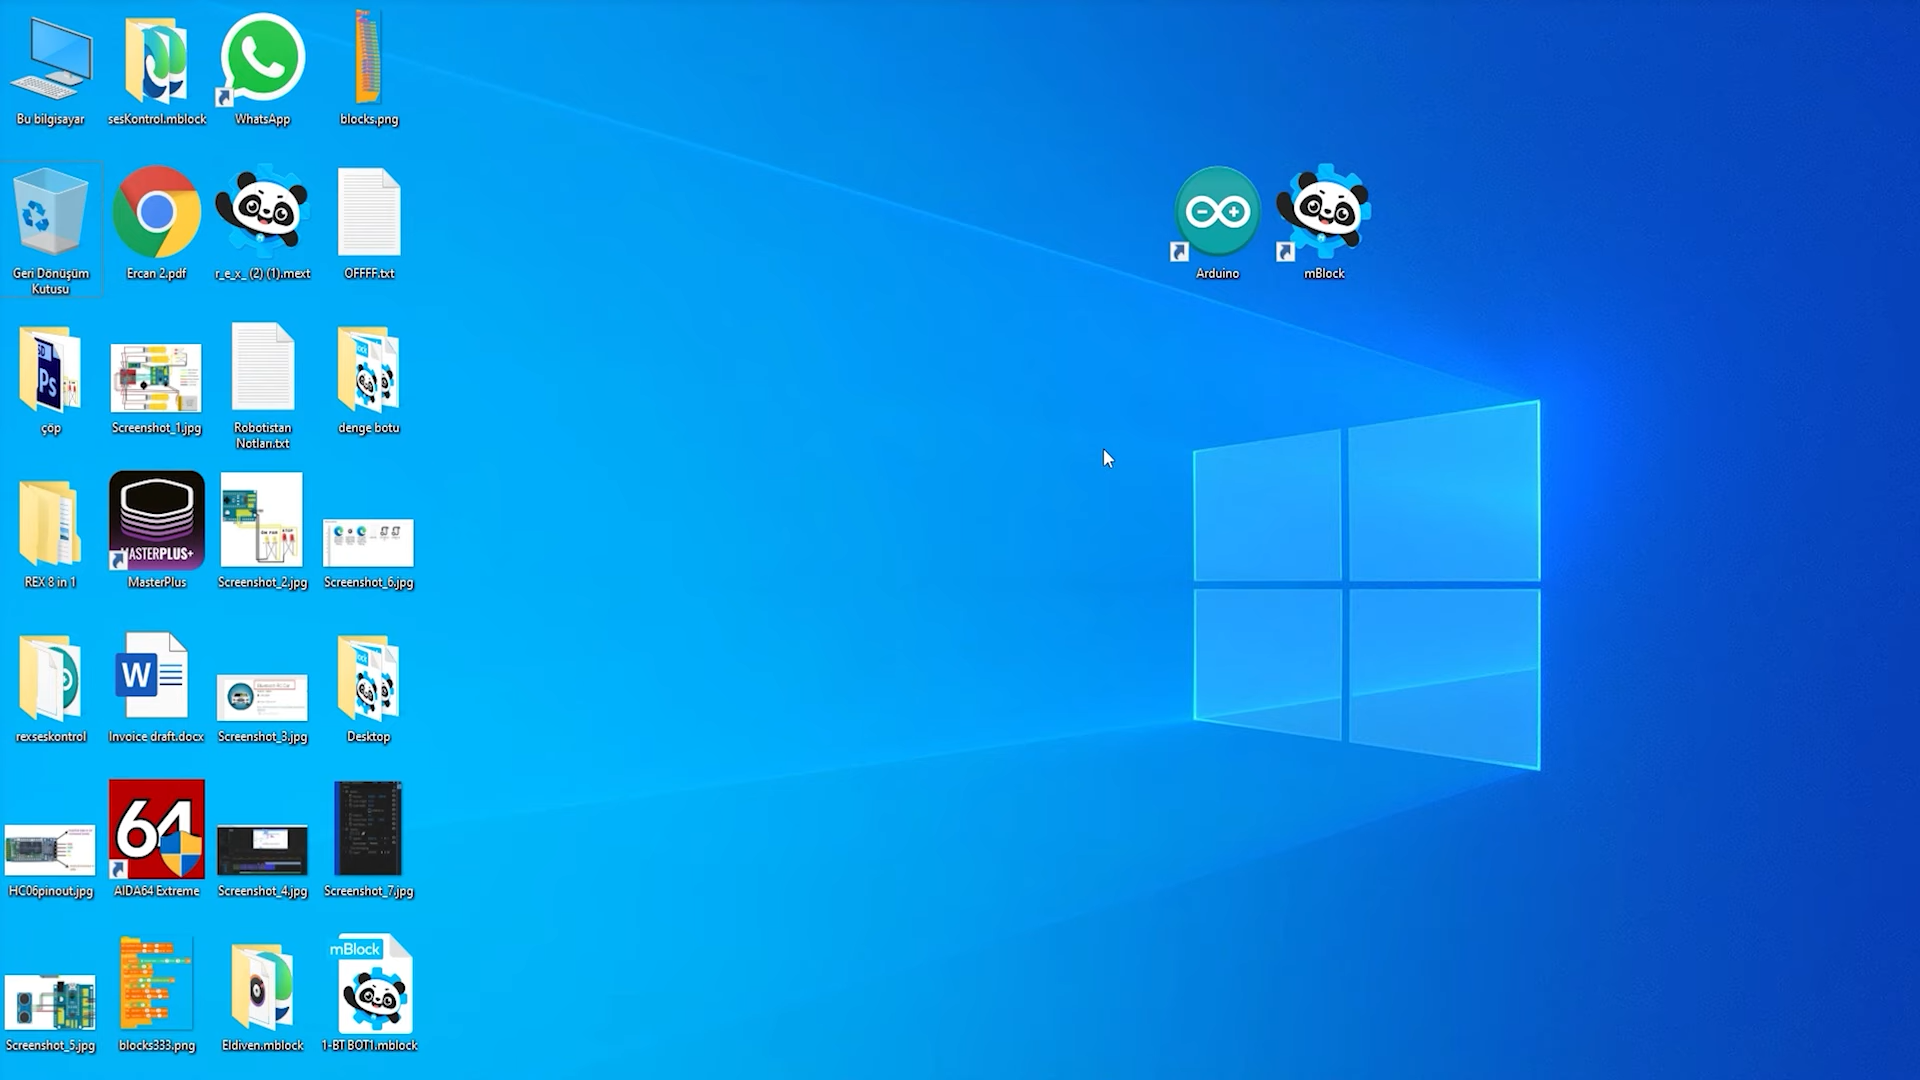 Bu bilgisayar
sesKontrol.mblock
WhatsApp
blocks.png
Geri Dönüşüm
Kutusu
Ercan 2.pdf
r_e_x_ (2) (1).mext
OFFFF.txt
Arduino
mBlock
Ps
çöp
Screenshot_1.jpg
Robotistan
Notları.txt
denge botu
REX 8 in 1
MASTERPLUS+
MasterPlus
Screenshot_2.jpg
Screenshot_6.jpg
rexseskontrol
W
Invoice draft.docx
Screenshot_3.jpg
Desktop
HC06pinout.jpg
64
AIDA64 Extreme
Screenshot_4.jpg
Screenshot_7.jpg
Screenshot_5.jpg
blocks333.png
Eldiven.mblock
mBlock
1-BT BOT1.mblock